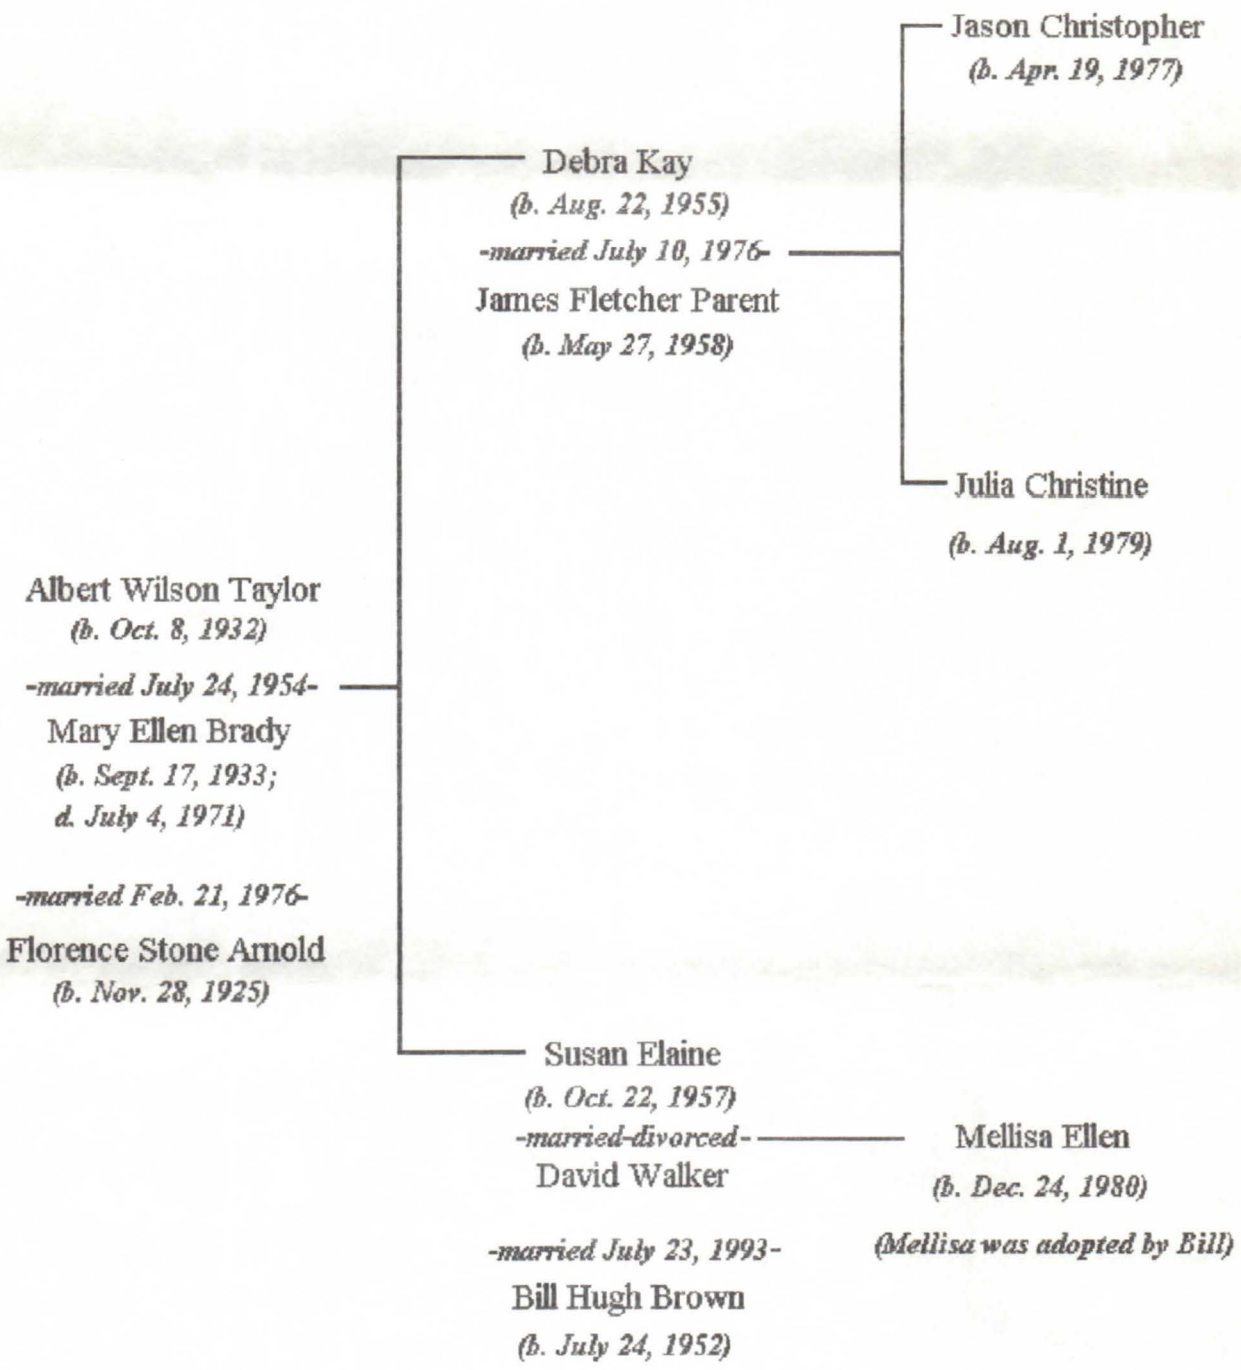 Jason Christopher
(b. Apr. 19, 1977)
Debra Kay
(b. Aug. 22, 1955)
-married July 10, 1976-
James Fletcher Parent
(b. May 27, 1958)
Julia Christine
(b. Aug. 1, 1979)
Albert Wilson Taylor
(b. Oct. 8, 1932)
-married July 24, 1954-
Mary Ellen Brady
(b. Sept. 17, 1933;
d. July 4, 1971)
-married Feb. 21, 1976-
Florence Stone Arnold
(b. Nov. 28, 1925)
Susan Elaine
(b. Oct. 22, 1957)
-married-divorced-
David Walker
Mellisa Ellen
(b. Dec. 24, 1980)
(Mellisa was adopted by Bill)
-married July 23, 1993-
Bill Hugh Brown
(b. July 24, 1952)